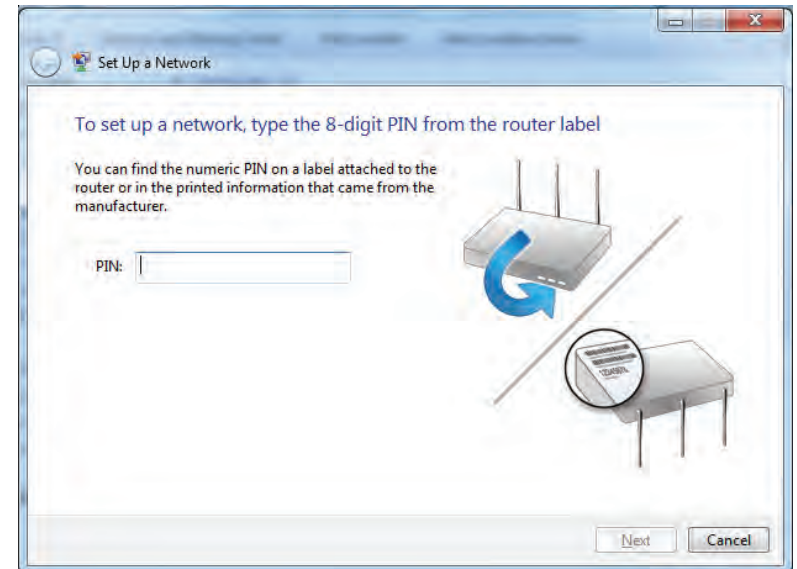 Set Up a Network
To set up a network, type the 8-digit PIN from the router label
You can find the numeric PIN on a label attached to the
router or in the printed information that came from the
manufacturer.
PIN:
Next
Cancel